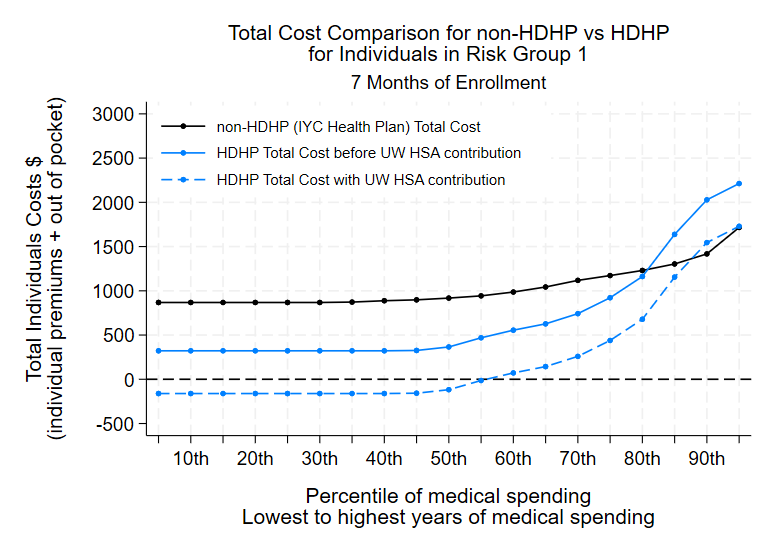 Total Cost Comparison for non-HDHP vs HDHP
for Individuals in Risk Group 1
7 Months of Enrollment
Total Individuals Costs $
(individual premiums + out of pocket)
3000
2500
2000
1500
1000
500
0
-500
non-HDHP (IYC Health Plan) Total Cost
HDHP Total Cost before UW HSA contribution
HDHP Total Cost with UW HSA contribution
10th 20th 30th 40th 50th 60th 70th 80th 90th
Percentile of medical spending
Lowest to highest years of medical spending